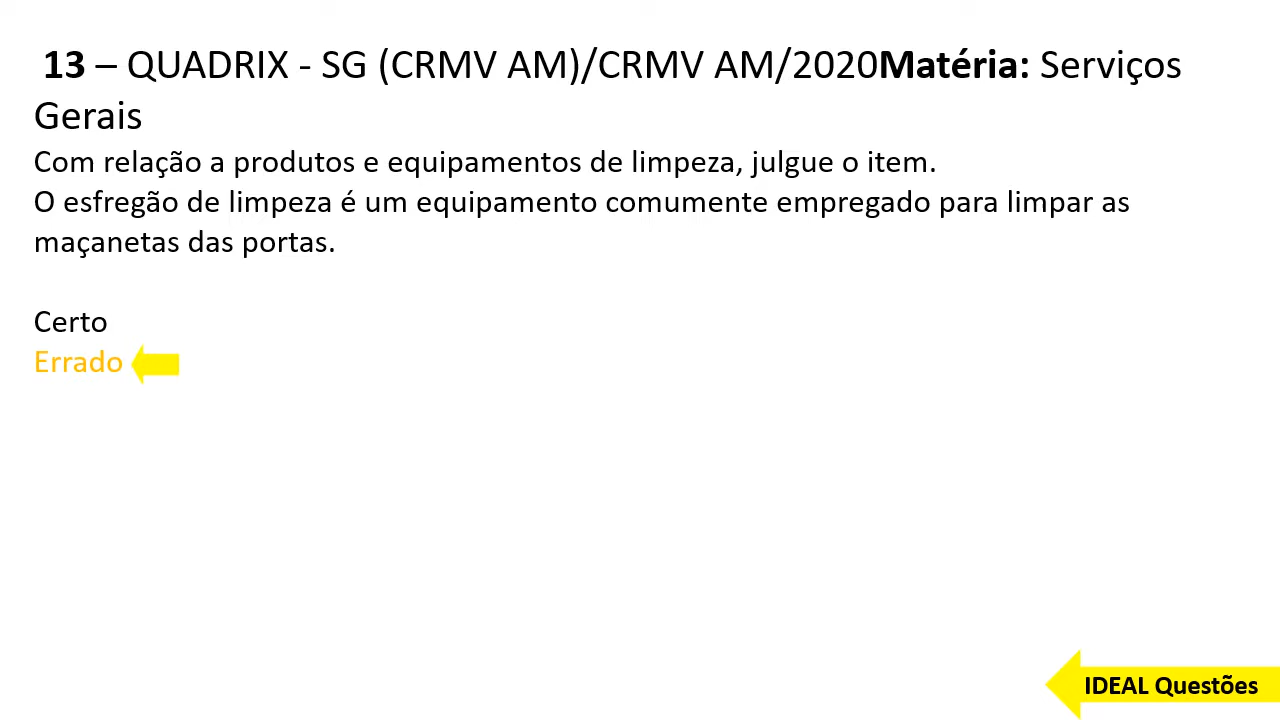 13 – QUADRIX - SG (CRMV AM)/CRMV AM/2020Matéria: Serviços
Gerais
Com relação a produtos e equipamentos de limpeza, julgue o item.
O esfregão de limpeza é um equipamento comumente empregado para limpar as
maçanetas das portas.
Certo
Errado
IDEAL Questões